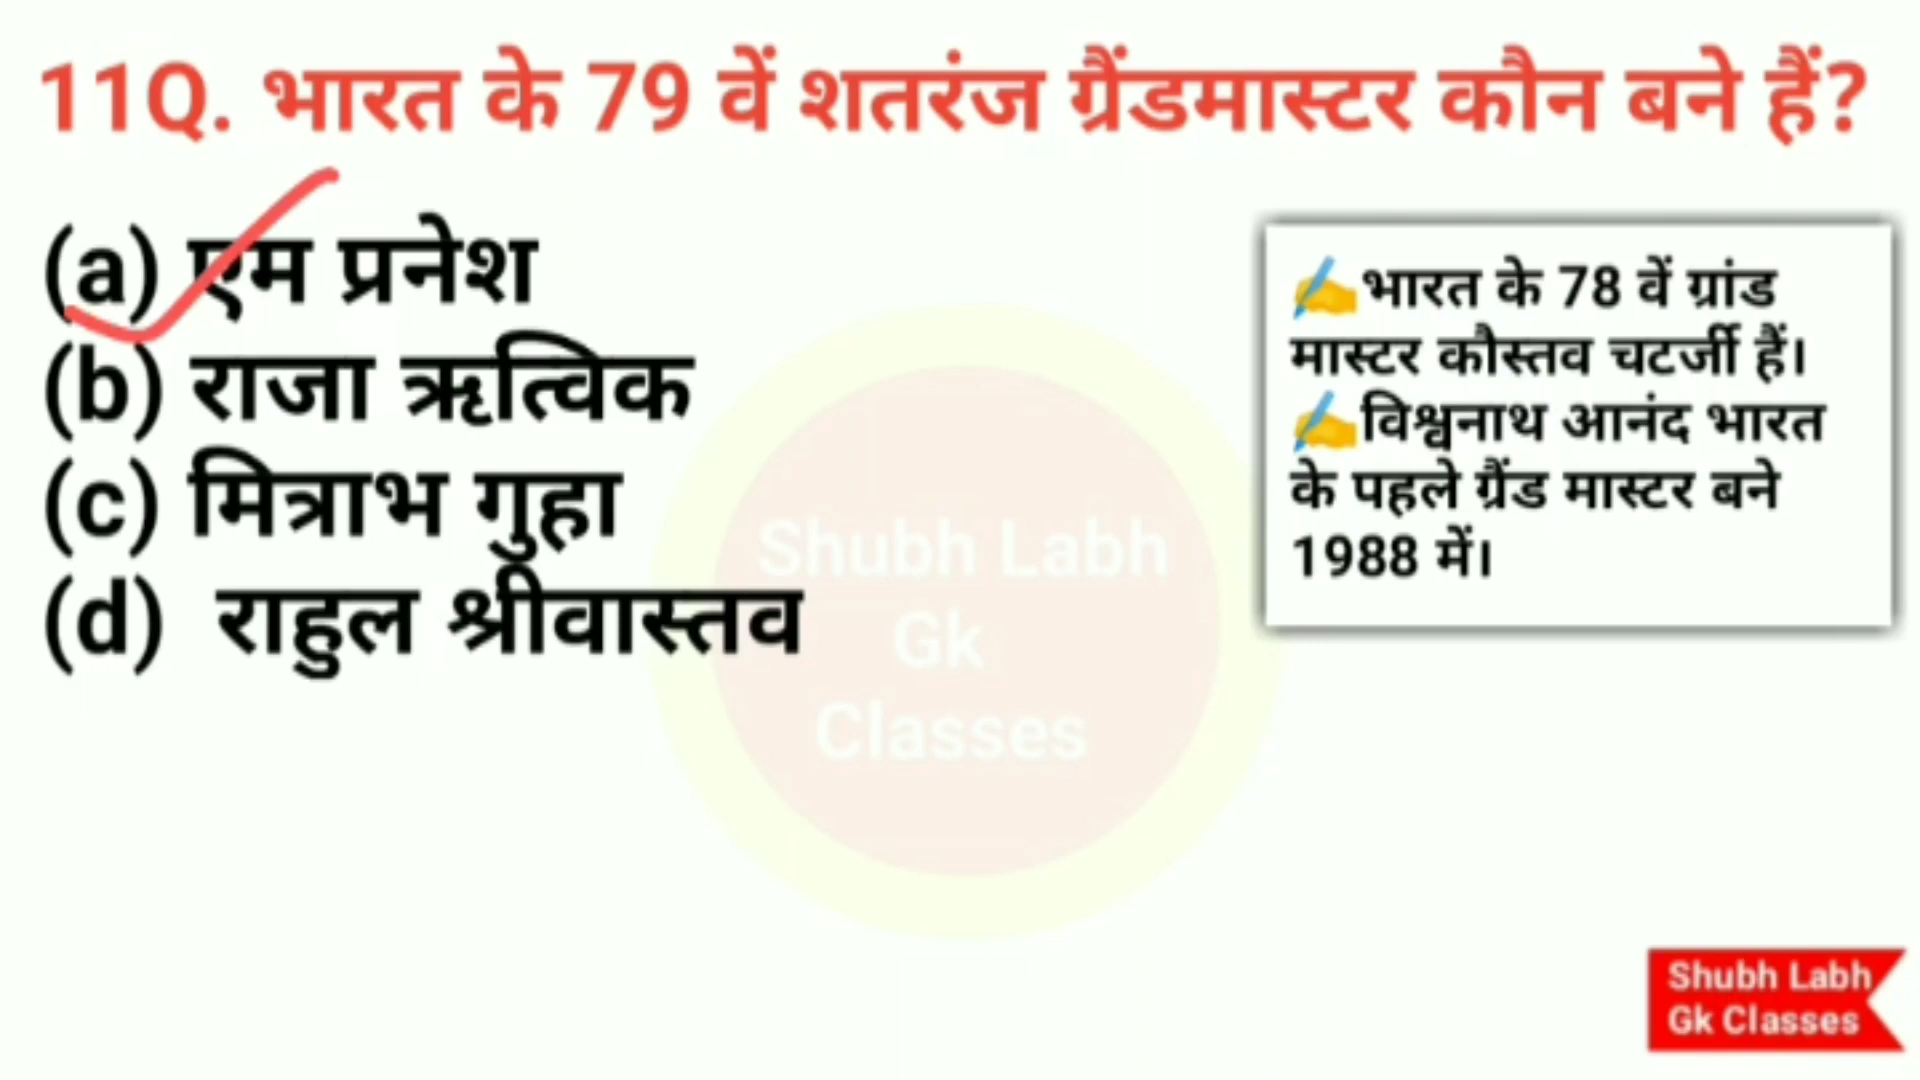 11Q. भारत के 79 वें शतरंज ग्रैंडमास्टर कौन बने हैं?
(a) एम प्रनेश
(b) राजा ऋत्विक
(c) मित्राभ गुहा
(d) राहुल श्रीवास्तव
✍भारत के 78 वें ग्रांड
मास्टर कौस्तव चटर्जी हैं।
✍विश्वनाथ आनंद भारत
के पहले ग्रैंड मास्टर बने
1988 में।
Shubh Labh
Gk
Classes
Shubh Labh
Gk Classes